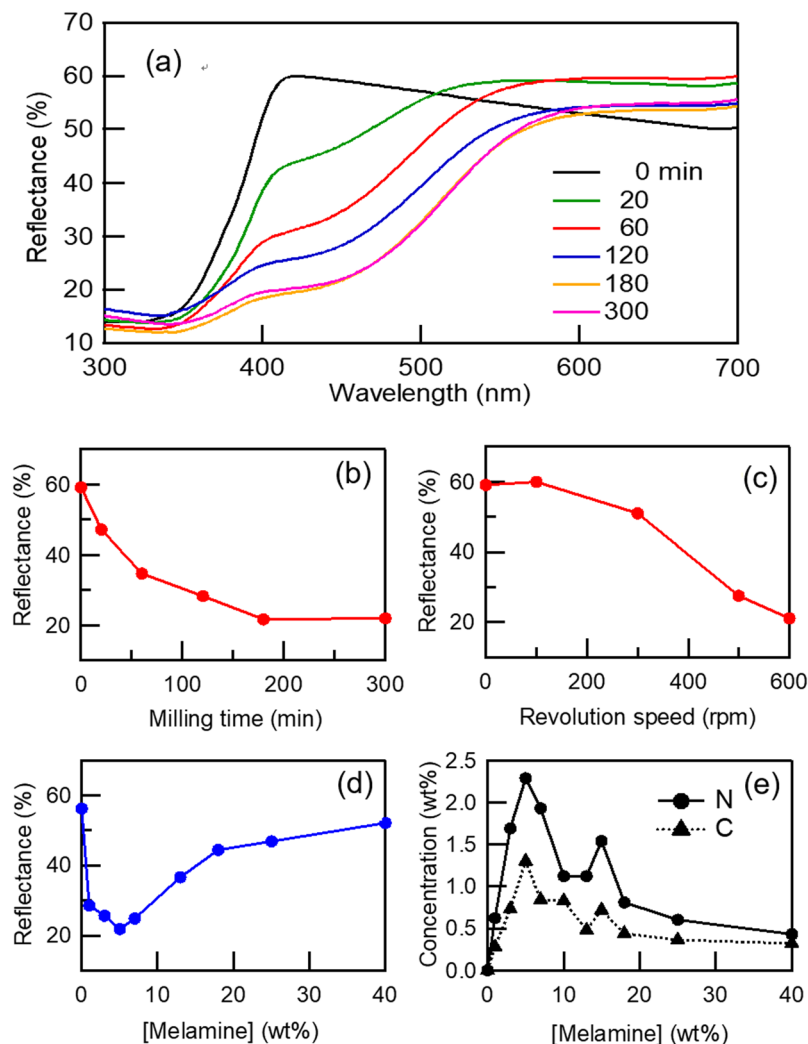 (a)
Reflectance (%)
70
60
50
40
30
20
10
0 min
20
60
120
180
300
300 400 500 600 700
Wavelength (nm)
(b)
Reflectance (%)
60
40
20
0 100 200 300
Milling time (min)
(c)
Reflectance (%)
60
40
20
0 200 400 600
Revolution speed (rpm)
(d)
Reflectance (%)
60
40
20
0 10 20 30 40
[Melamine] (wt%)
(e)
Concentration (wt%)
2.5
2.0
1.5
1.0
0.5
0.0
N
C
0 10 20 30 40
[Melamine] (wt%)